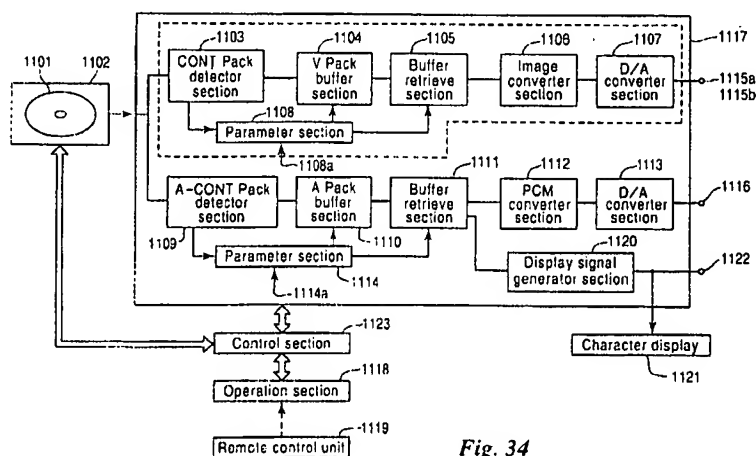 1103
1104
1105
1106
1107
1117
1101
1102
CONT Pack
detector
section
V Pack
buffer
section
Buffer
retrieve
section
Image
converter
section
D/A
converter
section
1115a
1115b
1108
Parameter section
1108a
1111
1112
1113
A-CONT Pack
detector
section
A Pack
buffer
section
Buffer
retrieve
section
PCM
converter
section
D/A
converter
section
1116
1109
1110
1120
Parameter section
1114
Display signal
generator section
1122
1114a
1123
Control section
Character display
1118
1121
Operation section
1119
Remote control unit
Fig. 34